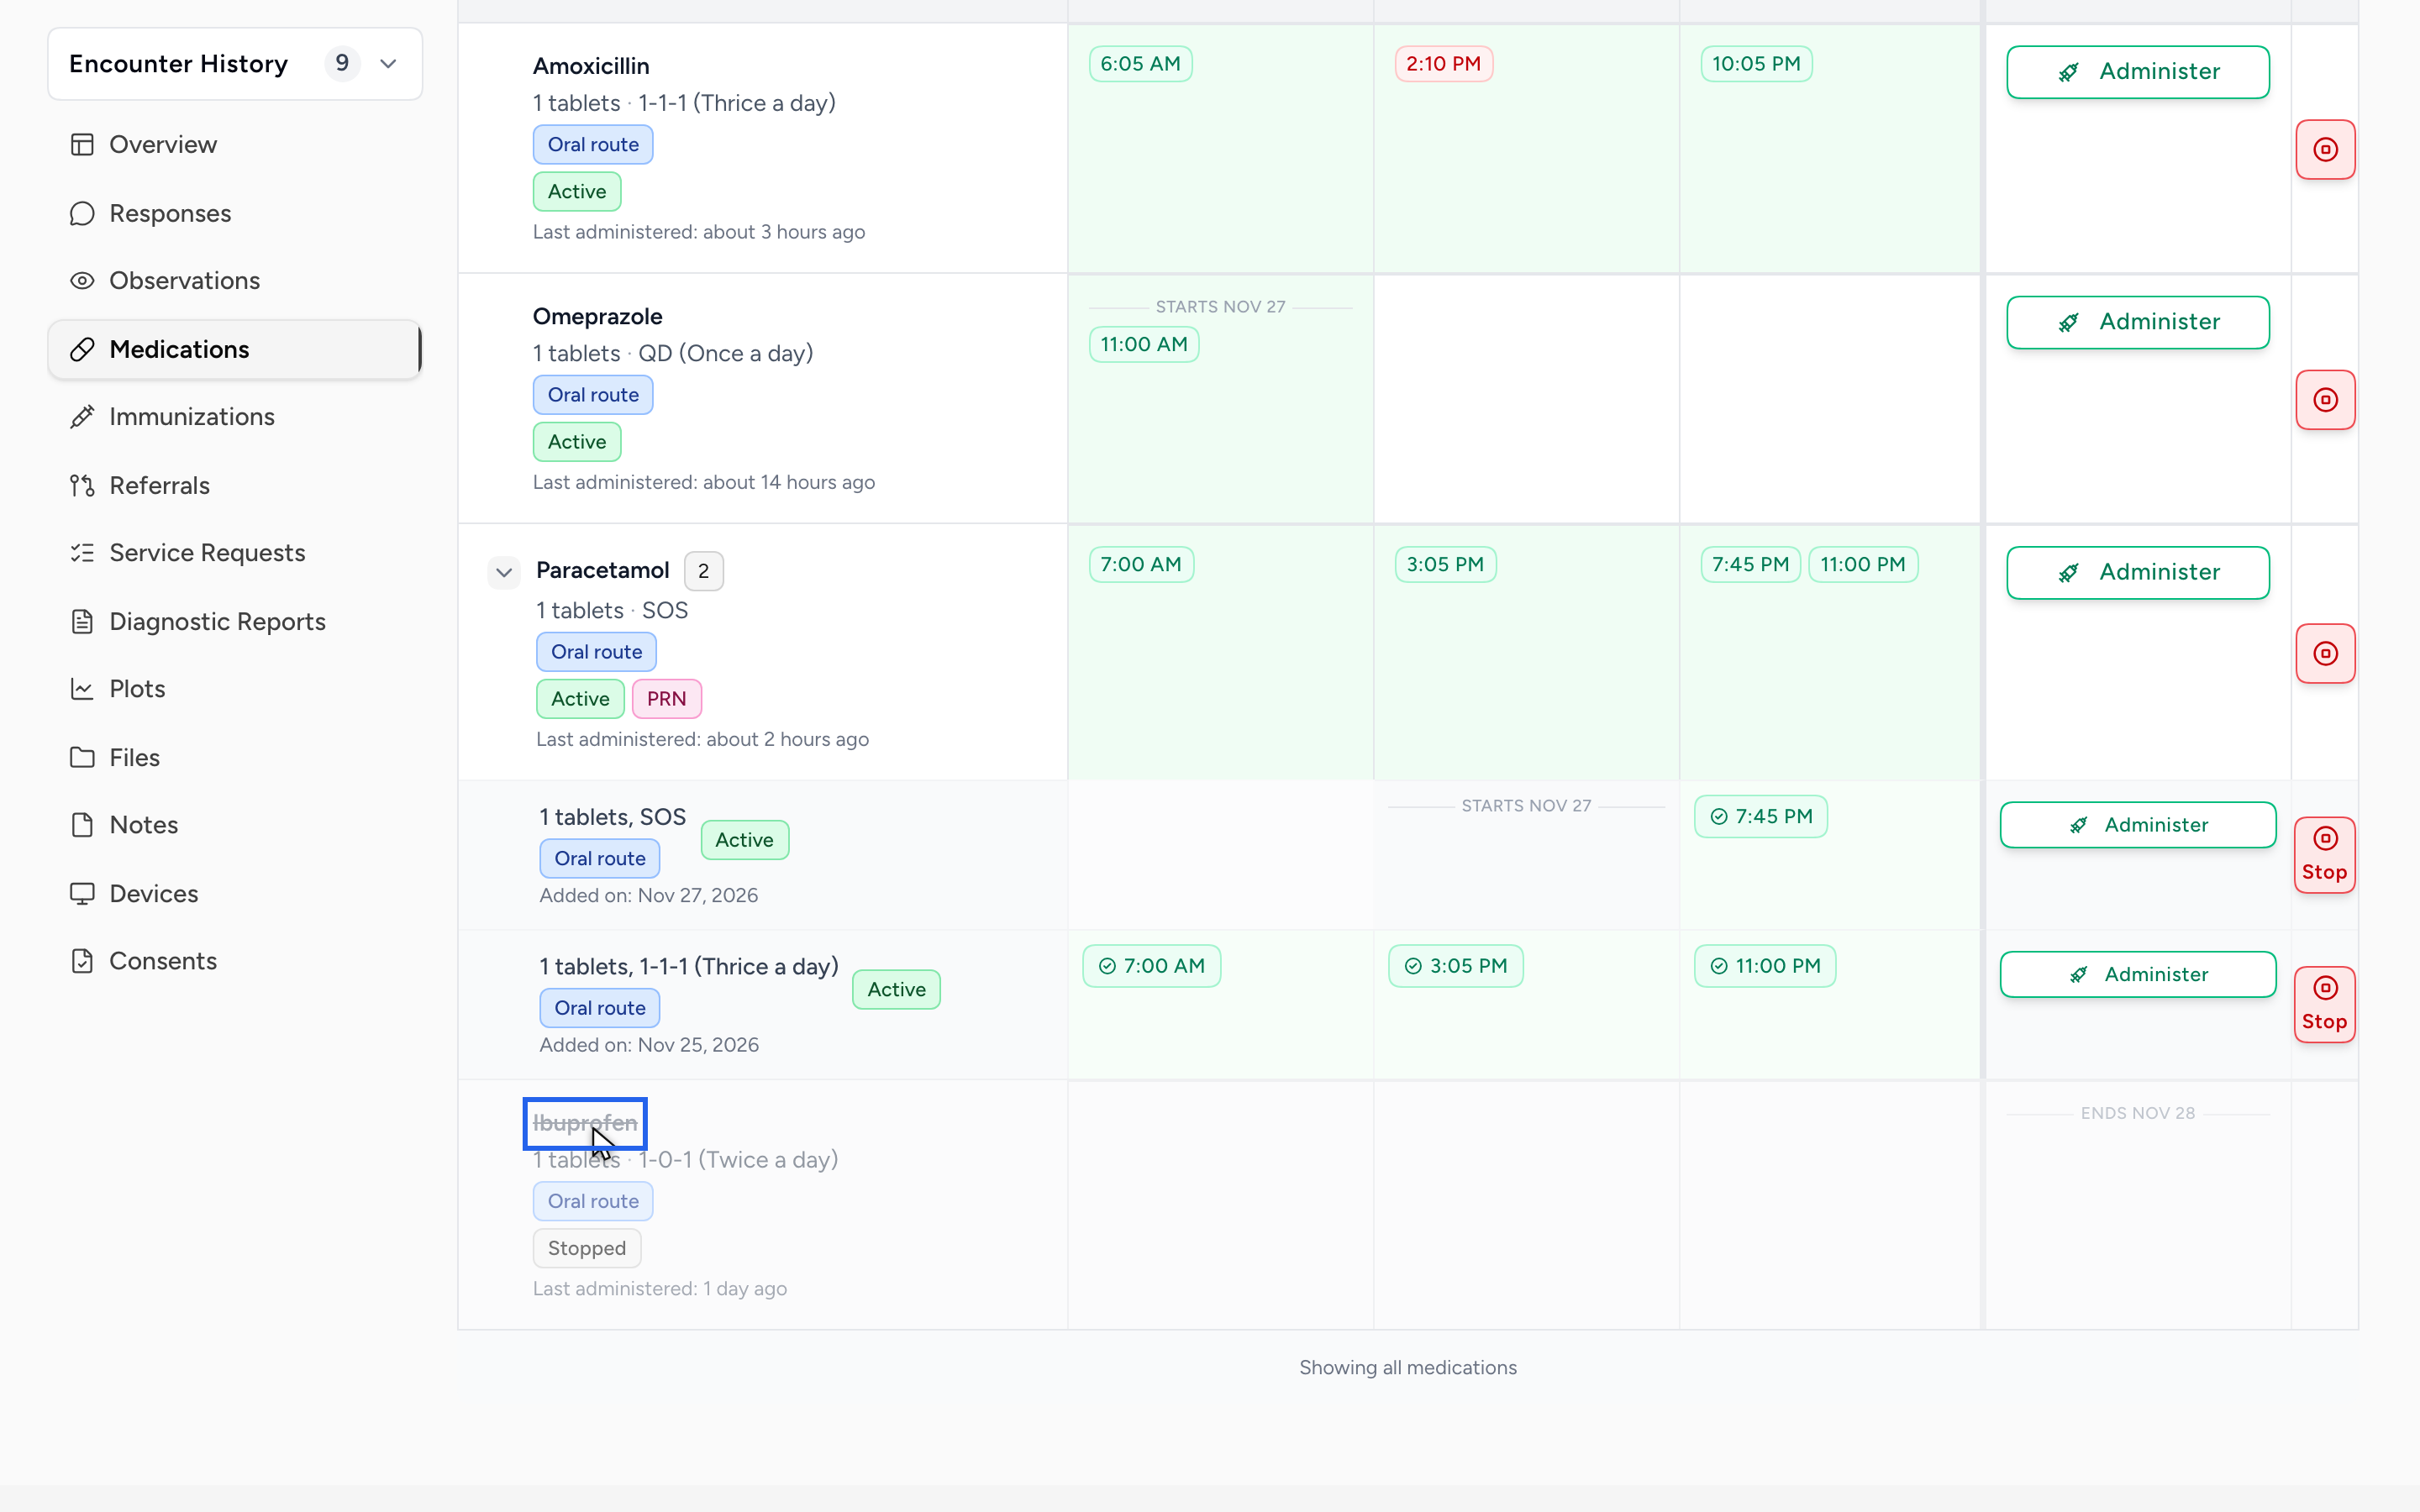 Encounter History 9
Overview
Responses
Observations
Medications
Immunizations
Referrals
Service Requests
Diagnostic Reports
Plots
Files
Notes
Devices
Consents
Amoxicillin
1 tablets · 1-1-1 (Thrice a day)
Oral route
Active
Last administered: about 3 hours ago
6:05 AM
2:10 PM
10:05 PM
Administer
Omeprazole
1 tablets · QD (Once a day)
Oral route
Active
Last administered: about 14 hours ago
STARTS NOV 27
11:00 AM
Administer
Paracetamol 2
1 tablets · SOS
Oral route
Active PRN
Last administered: about 2 hours ago
7:00 AM
3:05 PM
7:45 PM 11:00 PM
Administer
1 tablets, SOS
Oral route
Active
Added on: Nov 27, 2026
STARTS NOV 27
7:45 PM
Administer
Stop
1 tablets, 1-1-1 (Thrice a day)
Oral route
Active
Added on: Nov 25, 2026
7:00 AM
3:05 PM
11:00 PM
Administer
Stop
Ibuprofen
1 tablets · 1-0-1 (Twice a day)
Oral route
Stopped
Last administered: 1 day ago
ENDS NOV 28
Showing all medications